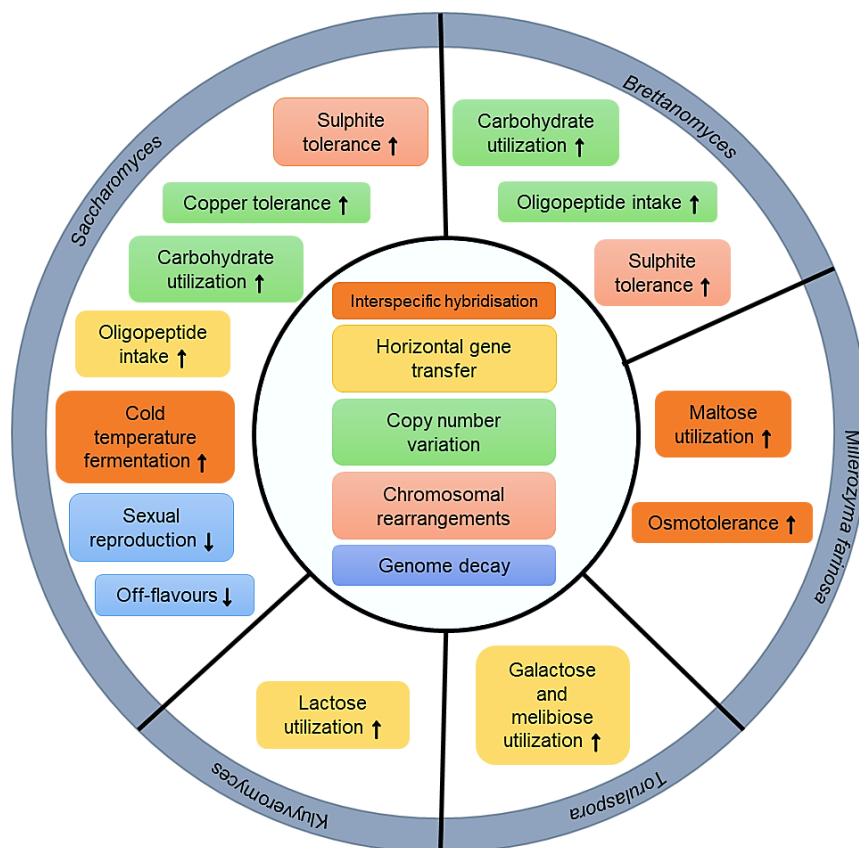 Saccharomyces
Sulphite
tolerance ↑
Copper tolerance ↑
Carbohydrate
utilization ↑
Oligopeptide
intake ↑
Cold
temperature
fermentation ↑
Sexual
reproduction ↓
Off-flavours ↓
Brettanomyces
Carbohydrate
utilization ↑
Oligopeptide intake ↑
Sulphite
tolerance ↑
Interspecific hybridisation
Horizontal gene
transfer
Copy number
variation
Chromosomal
rearrangements
Genome decay
Millerozyma farinosa
Maltose
utilization ↑
Osmotolerance ↑
Lactose
utilization ↑
Kluyveromyces
Galactose
and
melibiose
utilization ↑
Torulaspora